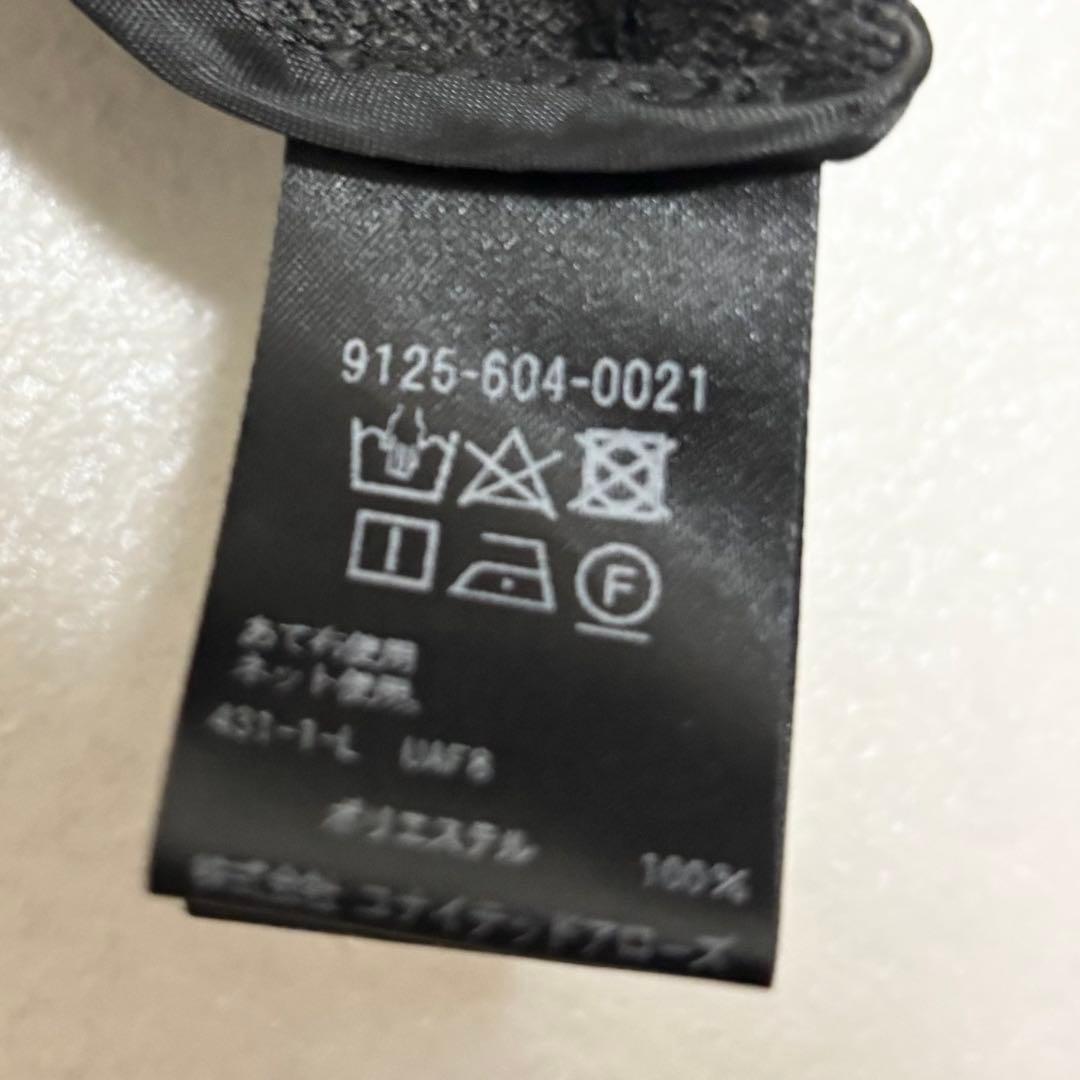 9125-604-0021
F
あて布使用
ネット使用。
431-1-L UAF8
ポリエステル 100%
株式会社 ユナイテッドアローズ